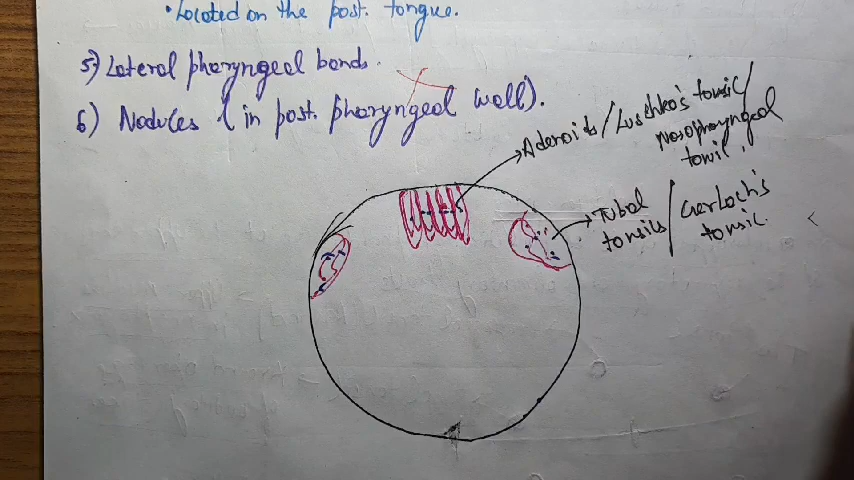 • Located on the post. tongue.
5) Lateral pharyngeal bands.
6) Nodules (in post. pharyngeal wall).
Adenoids/Luschka's tonsil/
Nasopharyngeal
tonsil.
Tubal
tonsils/
Gerlach's
tonsil.